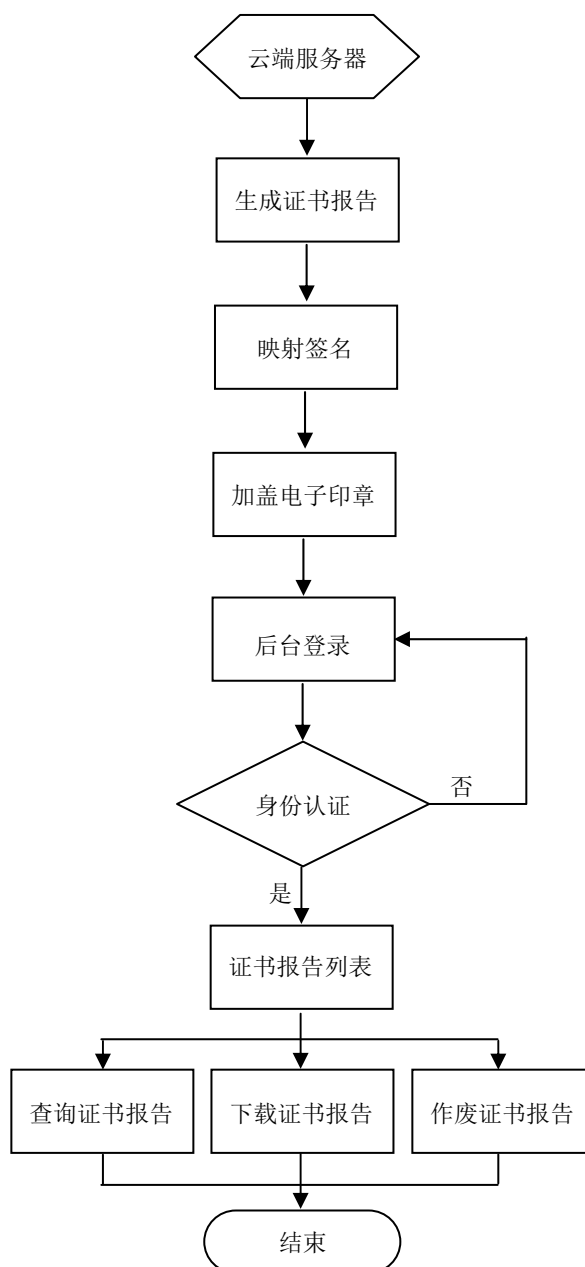 云端服务器
生成证书报告
映射签名
加盖电子印章
后台登录
身份认证
否
是
证书报告列表
查询证书报告
下载证书报告
作废证书报告
结束